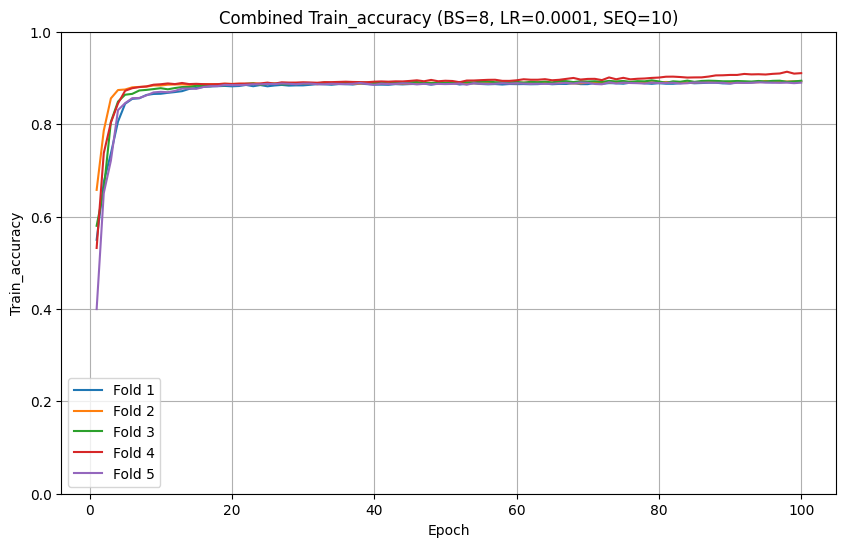 Combined Train_accuracy (BS=8, LR=0.0001, SEQ=10)
Train_accuracy
1.0
0.8
0.6
0.4
0.2
0.0
Fold 1
Fold 2
Fold 3
Fold 4
Fold 5
0 20 40 60 80 100
Epoch